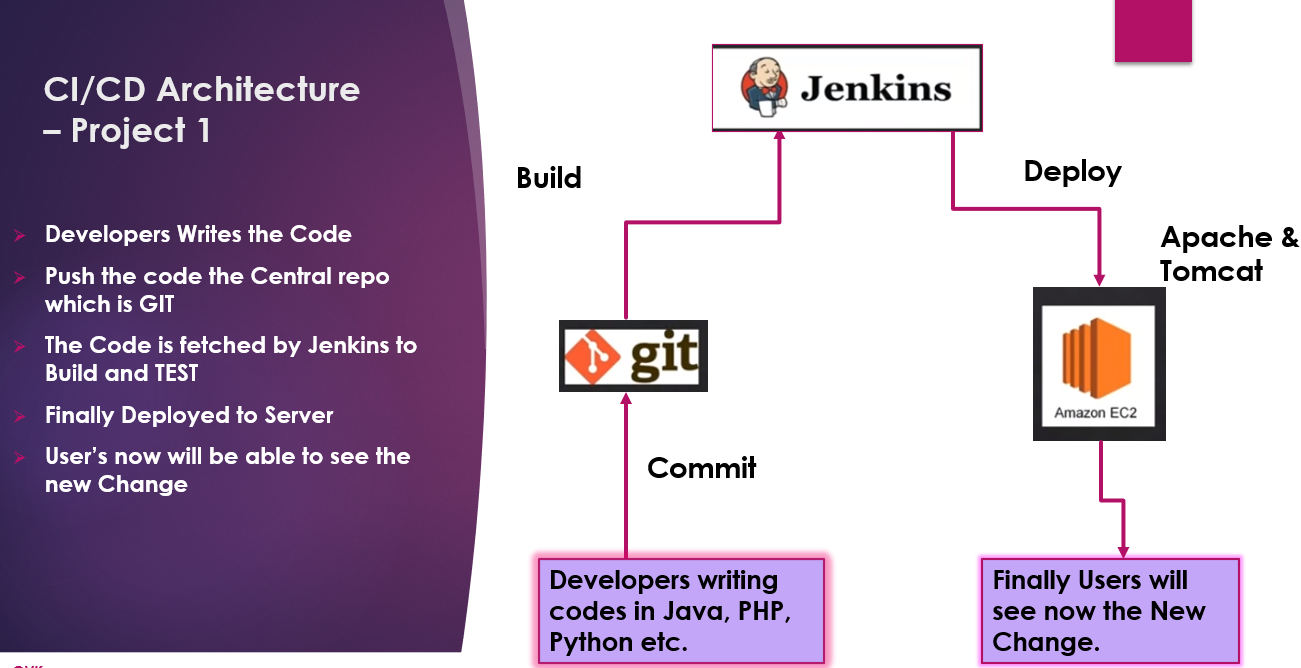 CI/CD Architecture
– Project 1
Developers Writes the Code
Push the code the Central repo
which is GIT
The Code is fetched by Jenkins to
Build and TEST
Finally Deployed to Server
User's now will be able to see the
new Change
Jenkins
Build
Deploy
Apache &
Tomcat
git
Amazon EC2
Commit
Developers writing
codes in Java, PHP,
Python etc.
Finally Users will
see now the New
Change.